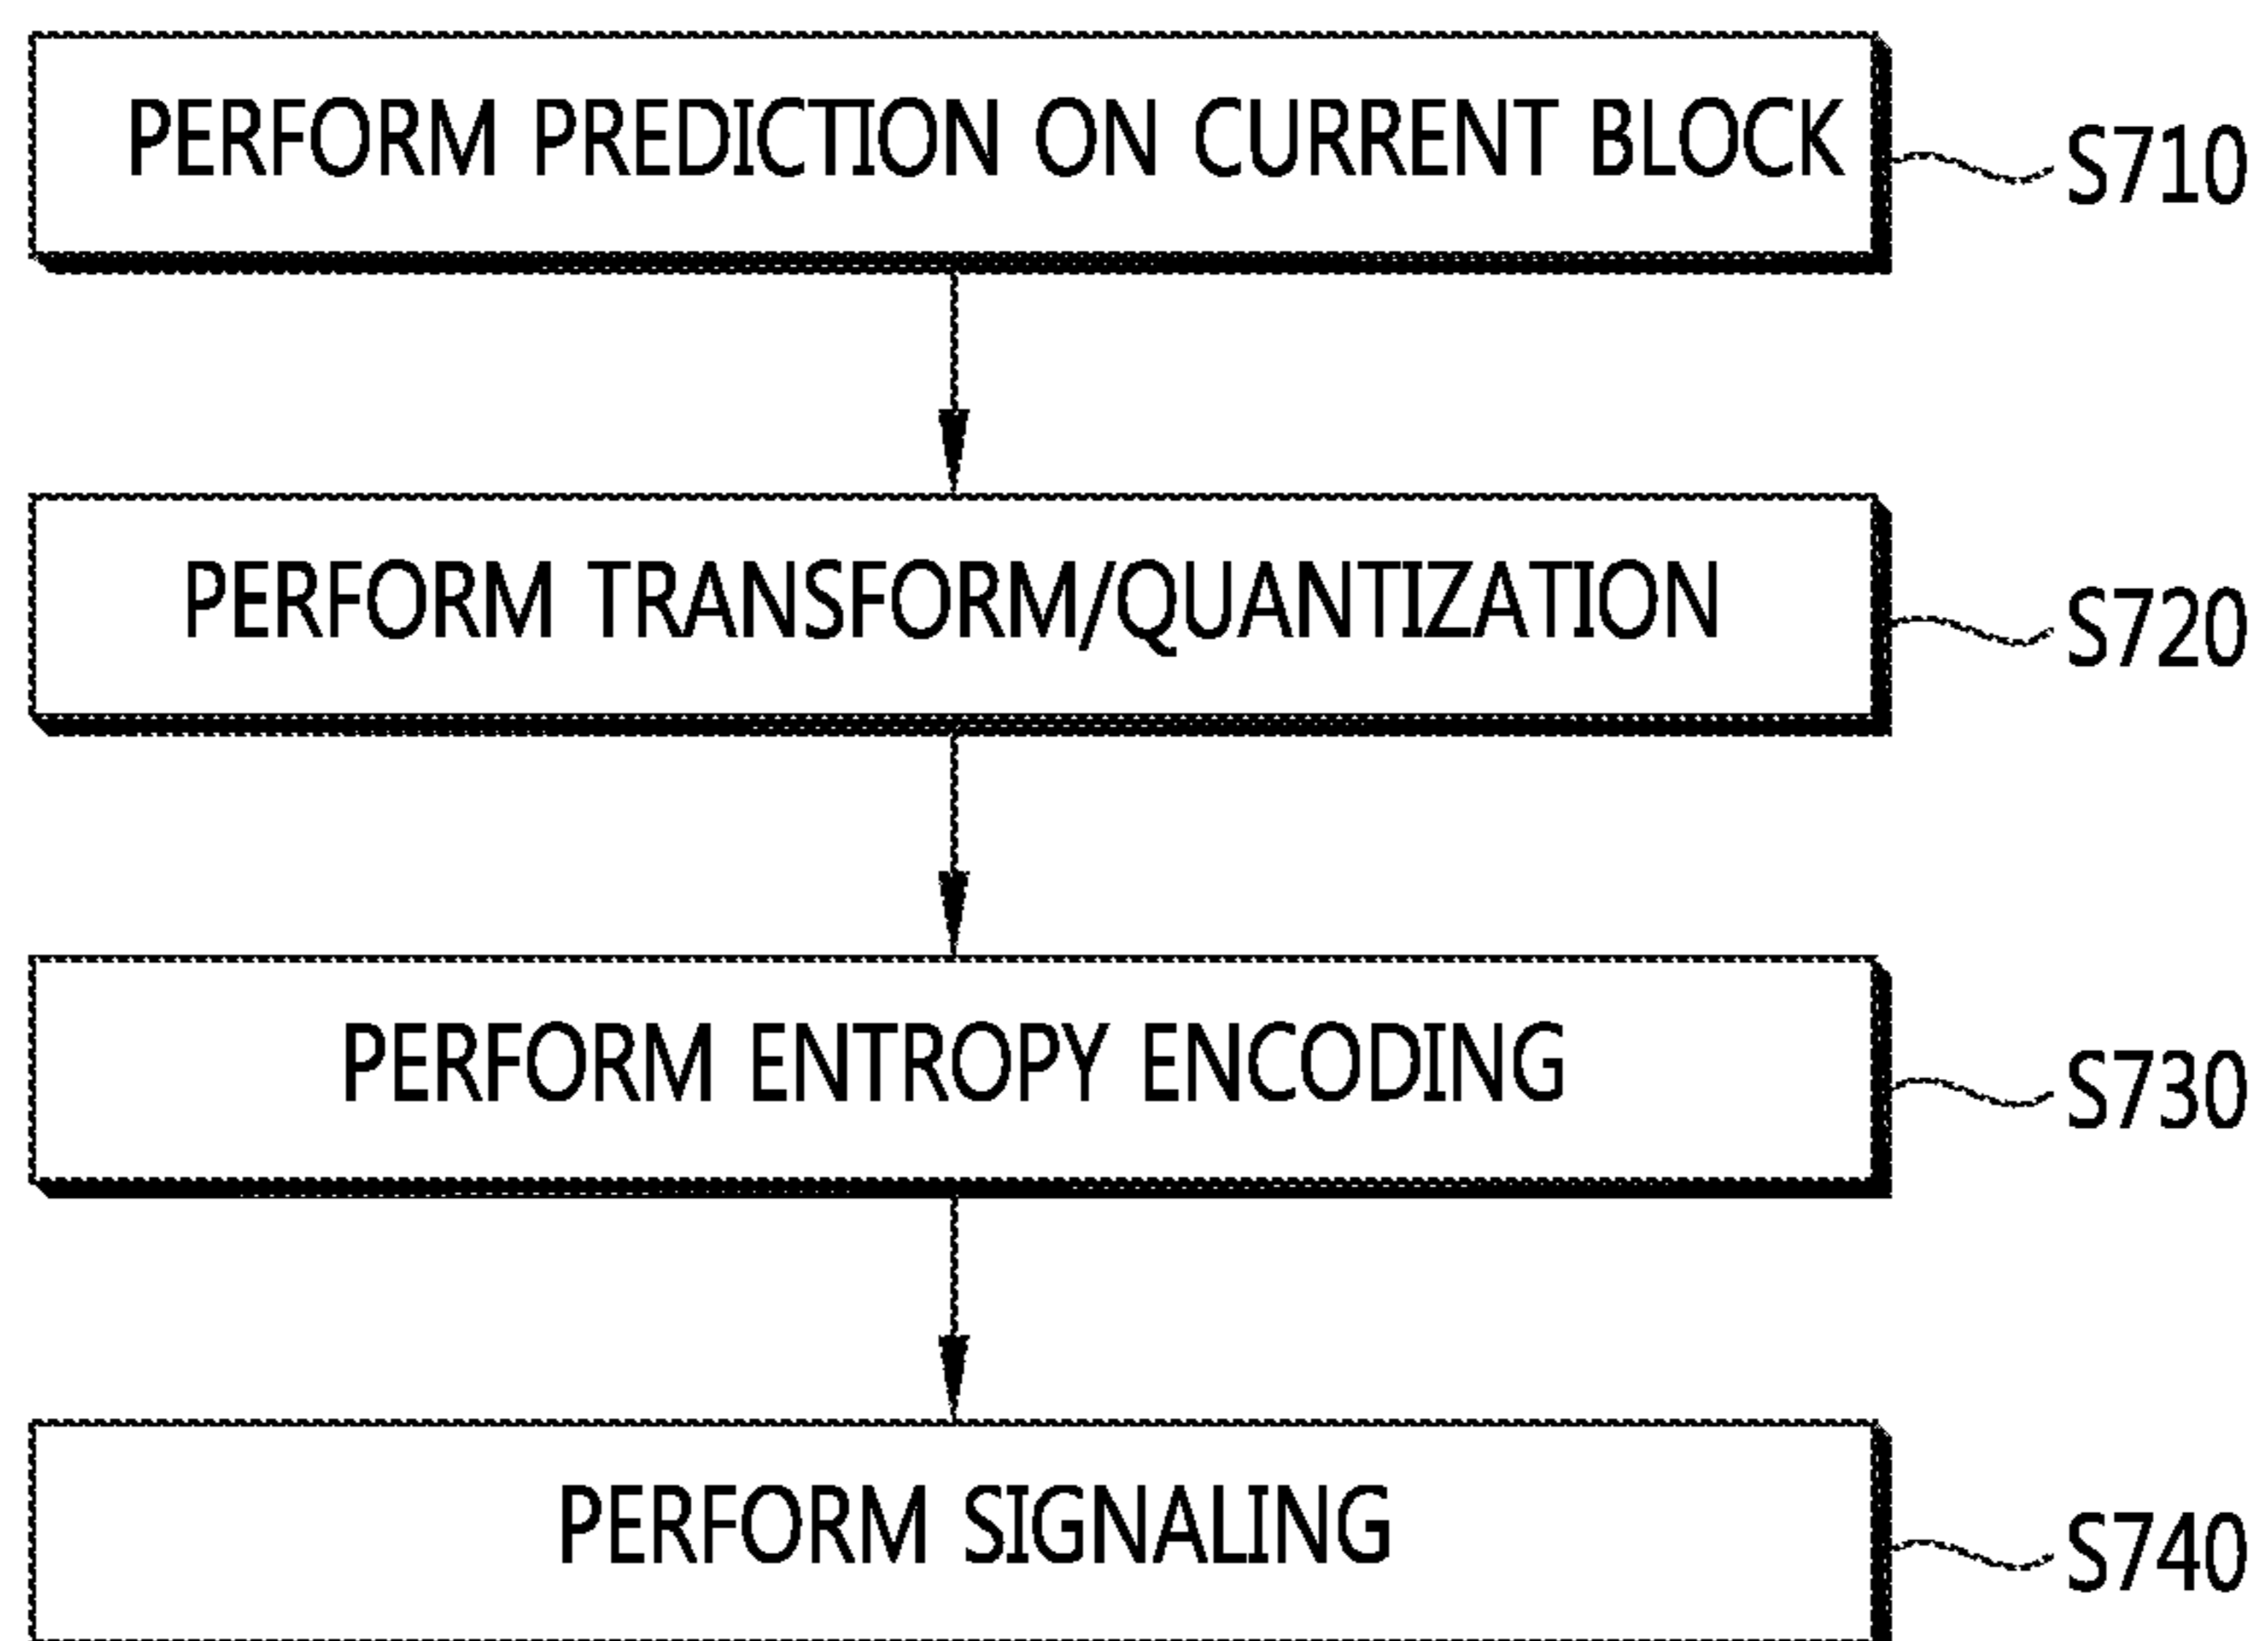 PERFORM PREDICTION ON CURRENT BLOCK
S710
PERFORM TRANSFORM/QUANTIZATION
S720
PERFORM ENTROPY ENCODING
S730
PERFORM SIGNALING
S740